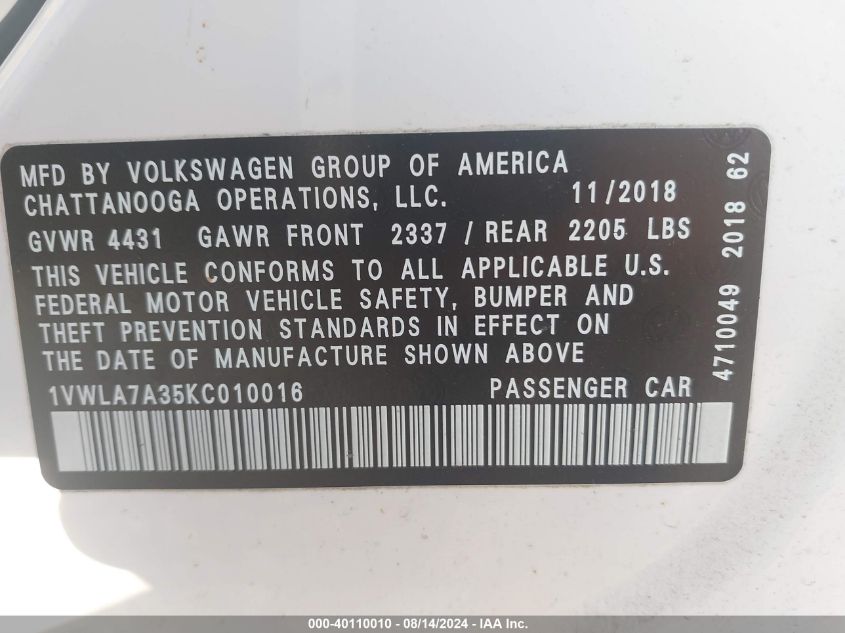 MFD BY VOLKSWAGEN GROUP OF AMERICA
CHATTANOOGA OPERATIONS, LLC. 11/2018
GVWR 4431 GAWR FRONT 2337 / REAR 2205 LBS
THIS VEHICLE CONFORMS TO ALL APPLICABLE U.S.
FEDERAL MOTOR VEHICLE SAFETY, BUMPER AND
THEFT PREVENTION STANDARDS IN EFFECT ON
THE DATE OF MANUFACTURE SHOWN ABOVE
1VWLA7A35KC010016 PASSENGER CAR
4710049 2018 62
000-40110010 - 08/14/2024 - IAA Inc.